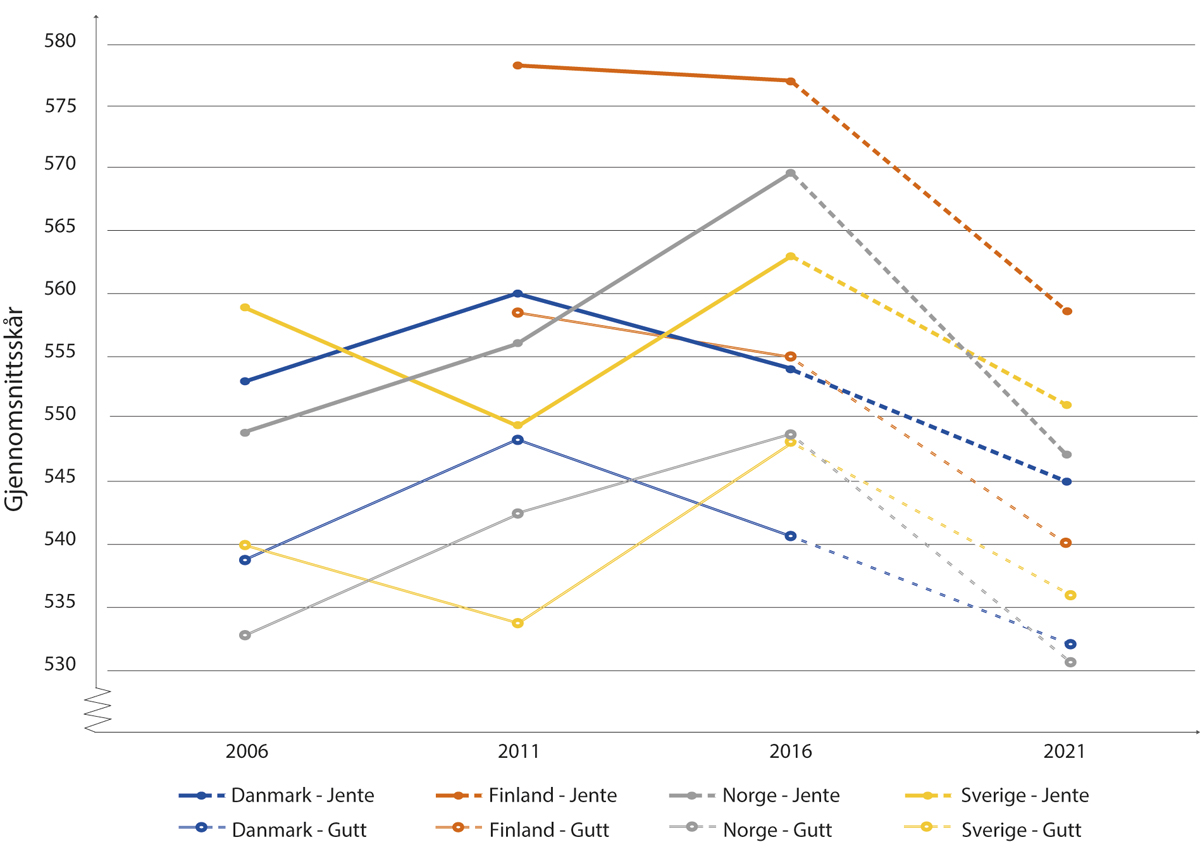 580
575
570
565
560
555
550
545
540
535
530
Gjennomsnittsskår
2006 2011 2016 2021
Danmark - Jente Finland - Jente Norge - Jente Sverige - Jente
Danmark - Gutt Finland - Gutt Norge - Gutt Sverige - Gutt